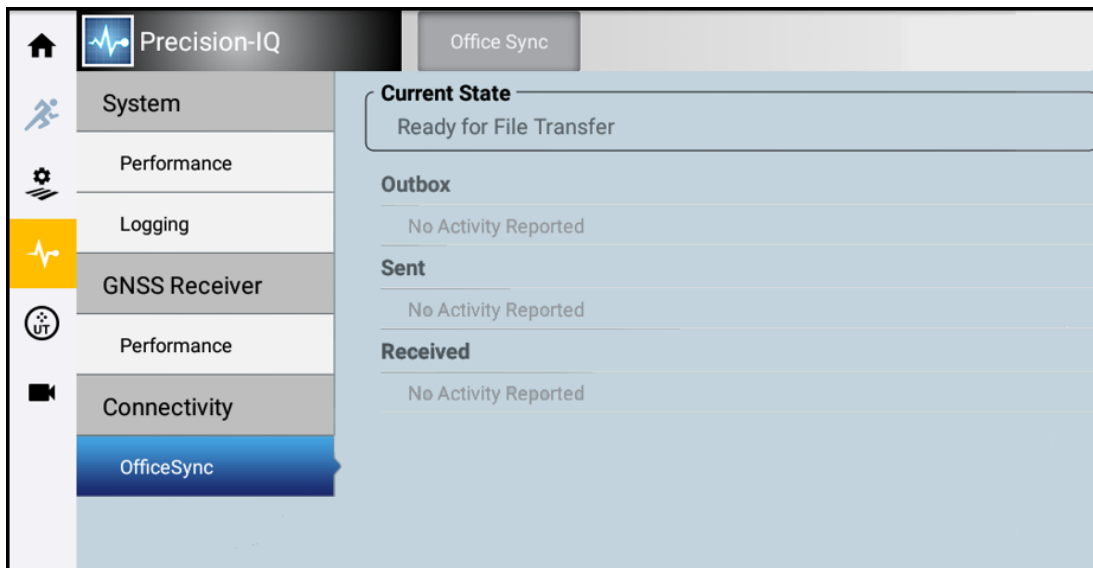 Precision-IQ
Office Sync
System
Performance
Logging
GNSS Receiver
Performance
Connectivity
OfficeSync
UT
Current State
Ready for File Transfer
Outbox
No Activity Reported
Sent
No Activity Reported
Received
No Activity Reported